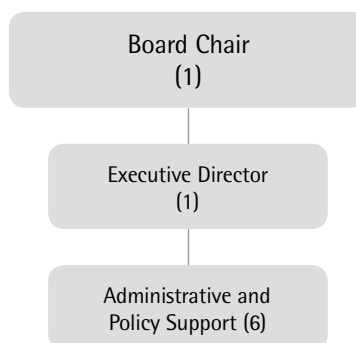 Board Chair
(1)
Executive Director
(1)
Administrative and
Policy Support (6)